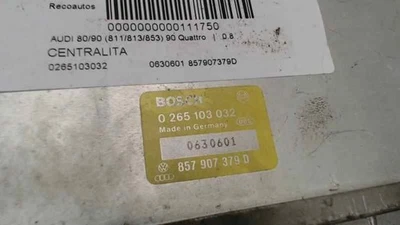 Recoautos
0000000000111750
AUDI 80/90 (811/813/853) 90 Quattro | 0.8
CENTRALITA
0265103032 0630601 857907379D
BOSCH
0 265 103 032
Made in Germany
0630601
857 907 379 D